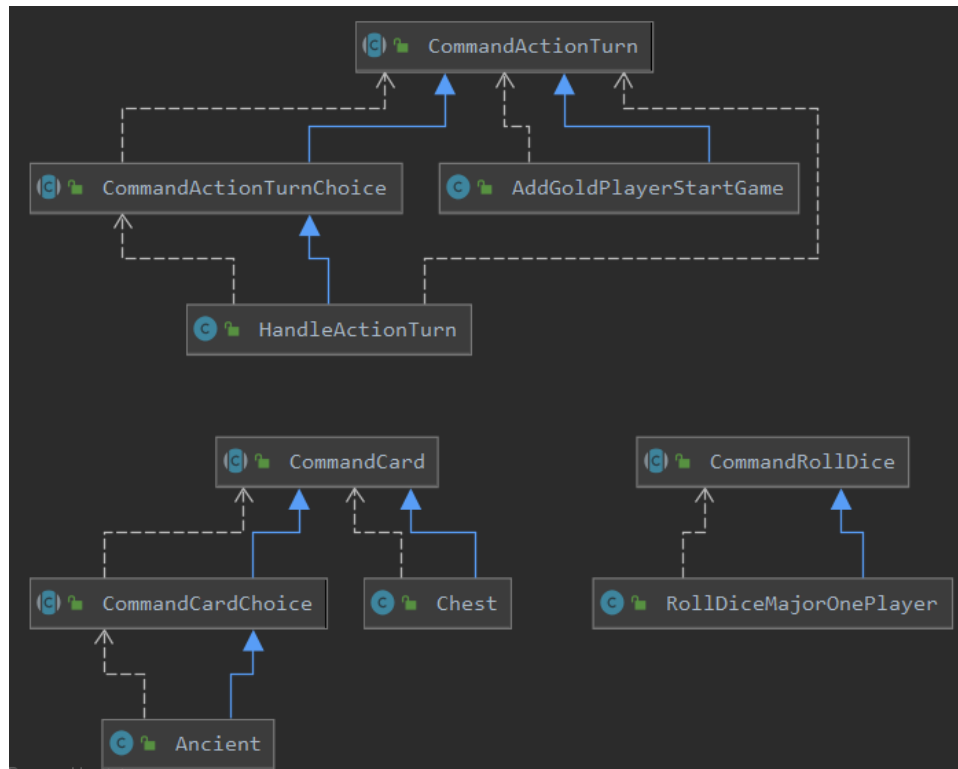 CommandActionTurn
CommandActionTurnChoice
AddGoldPlayerStartGame
HandleActionTurn
CommandCard
CommandRollDice
CommandCardChoice
Chest
RollDiceMajorOnePlayer
Ancient